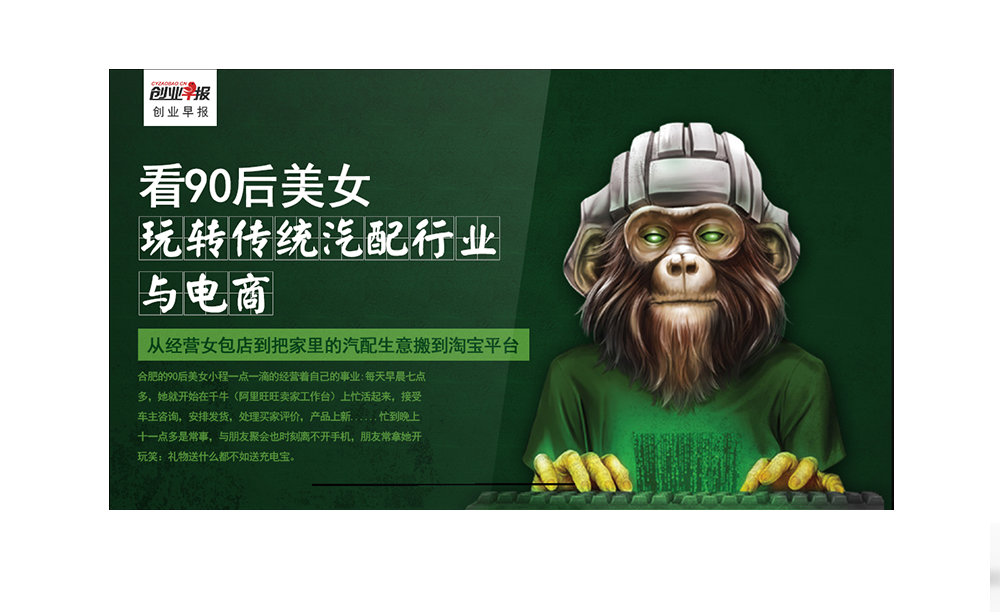 CYZAOBAO.CN
创业早报
创业早报
看90后美女
玩转传统汽配行业
与电商
从经营女包店到把家里的汽配生意搬到淘宝平台
合肥的90后美女小程一点一滴的经营着自己的事业:每天早晨七点
多，她就开始在千牛（阿里旺旺卖家工作台）上忙活起来，接受
车主咨询，安排发货，处理买家评价，产品上新......忙到晚上
十一点多是常事，与朋友聚会也时刻离不开手机，朋友常拿她开
玩笑：礼物送什么都不如送充电宝。